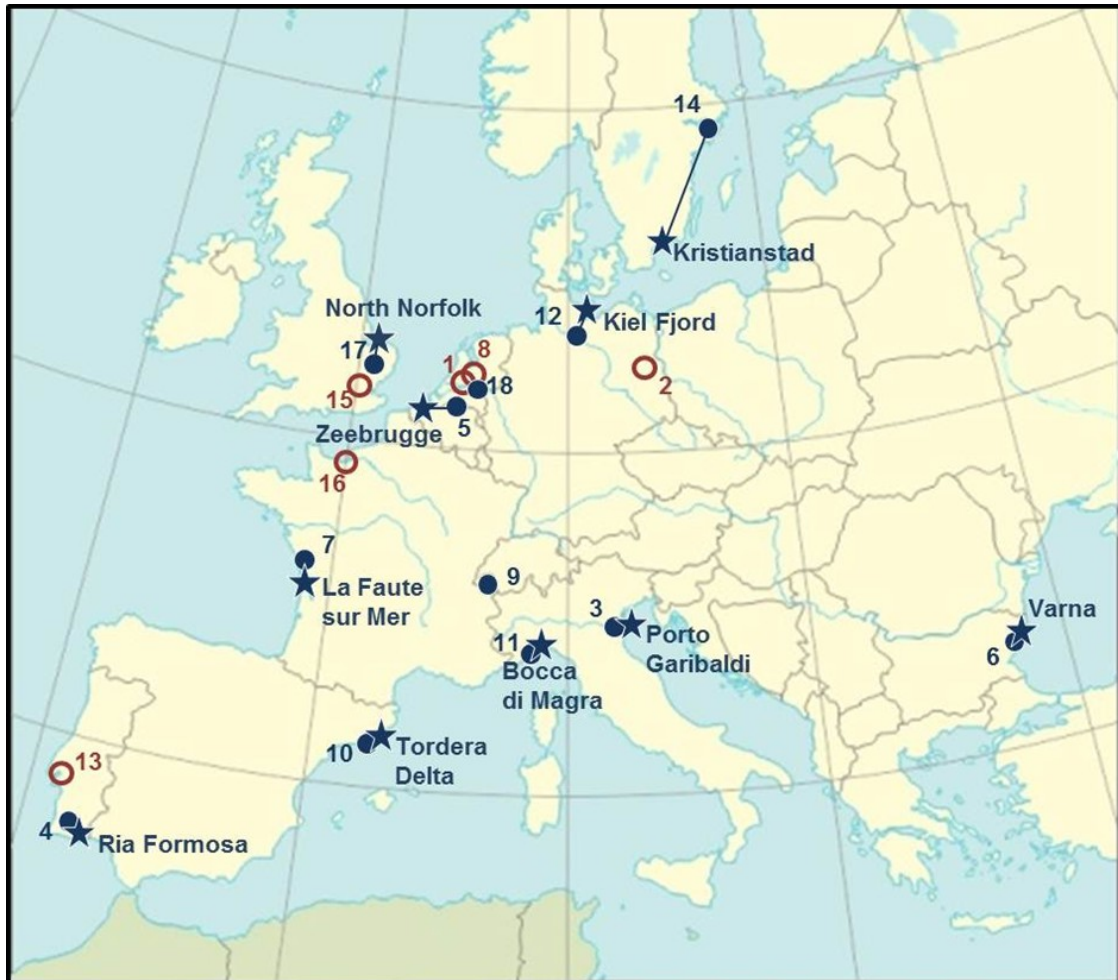 14
Kristianstad
North Norfolk
12
Kiel Fjord
17
1
8
18
2
15
Zeebrugge
5
16
7
La Faute
sur Mer
9
3
Porto
Garibaldi
Varna
6
11
Bocca
di Magra
10
Tordera
Delta
13
4
Ria Formosa